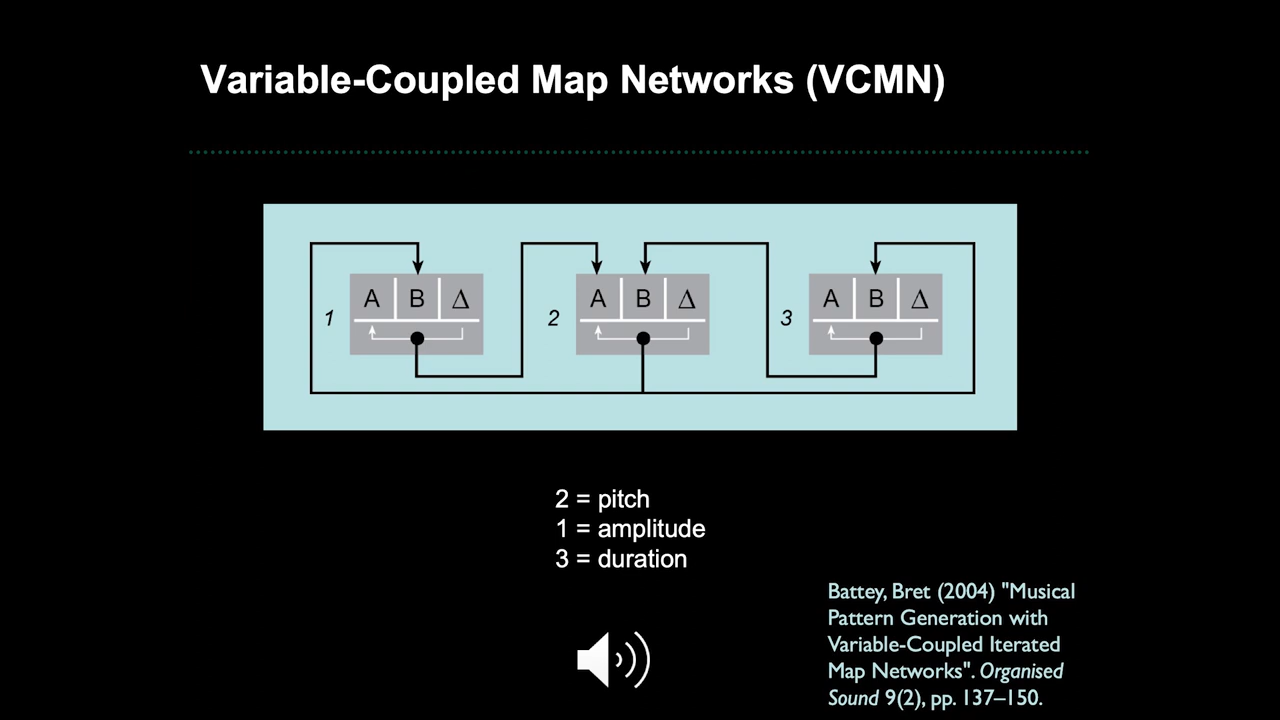 Variable-Coupled Map Networks (VCMN)
1 A B Δ 2 A B Δ 3 A B Δ
2 = pitch
1 = amplitude
3 = duration
Battey, Bret (2004) "Musical
Pattern Generation with
Variable-Coupled Iterated
Map Networks". Organised
Sound 9(2), pp. 137–150.